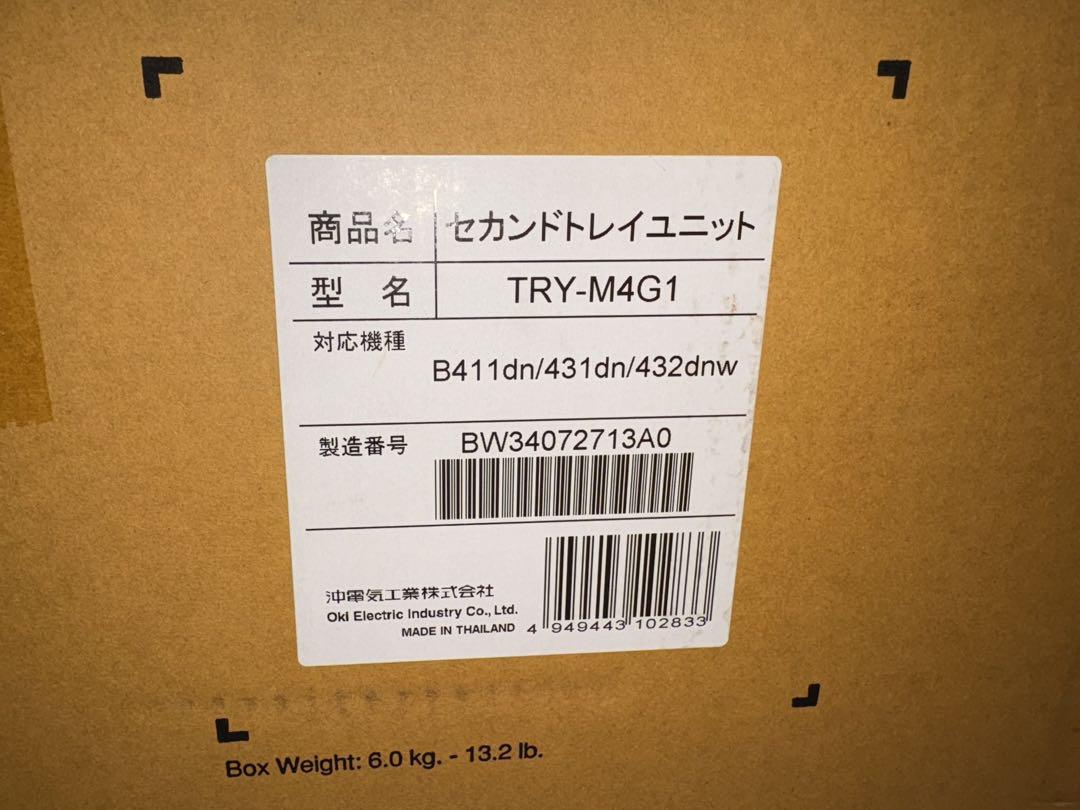 商品名 セカンドトレイユニット
型 名 TRY-M4G1
対応機種
B411dn/431dn/432dnw
製造番号 BW34072713A0
沖電気工業株式会社
Oki Electric Industry Co., Ltd.
MADE IN THAILAND
4 949443 102833
Box Weight: 6.0 kg. - 13.2 lb.